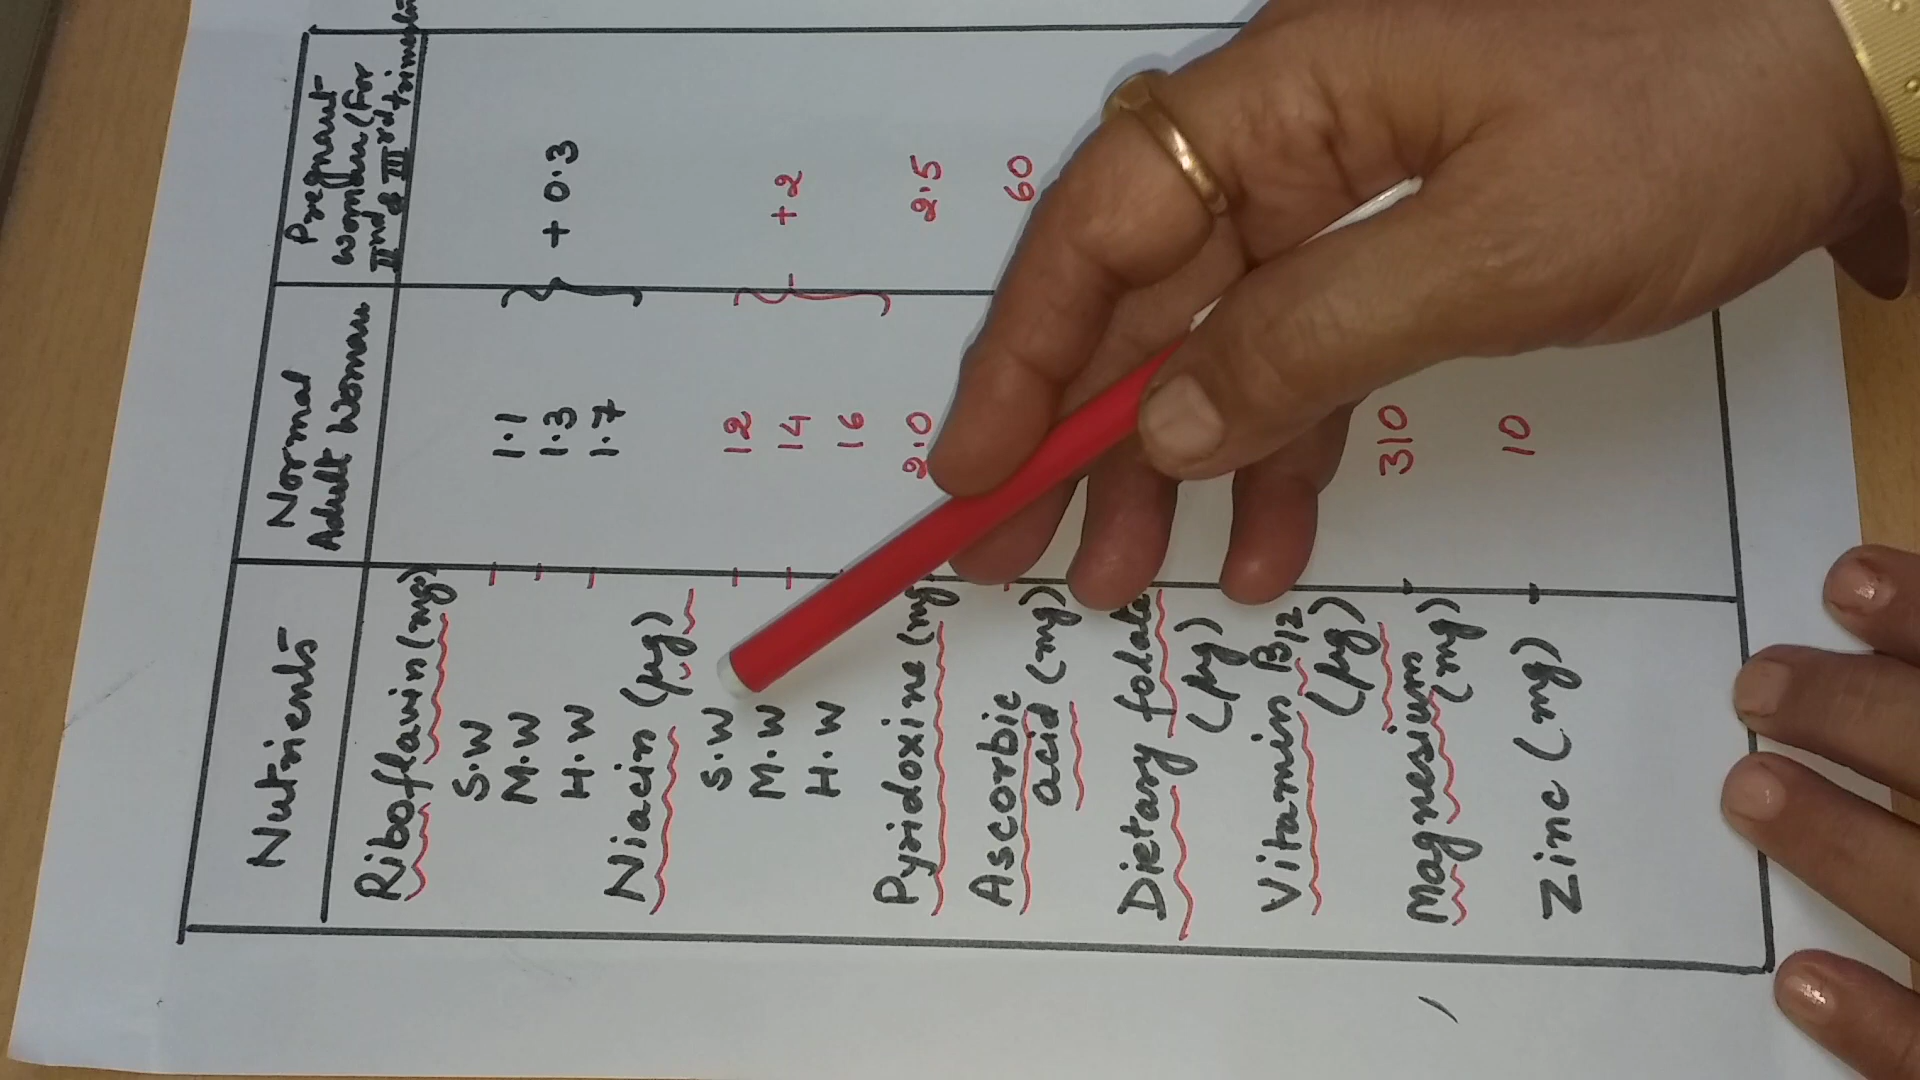 Nutrients
Normal
Adult Woman
Pregnant
Woman (For
IInd & IIIrd trimester
Riboflavin (mg)
S.W 1.1
M.W 1.3 + 0.3
H.W 1.7
Niacin (µg)
S.W 12
M.W 14 + 2
H.W 16
Pyridoxine (mg 2.0 2.5
Ascorbic 60
acid (mg)
Dietary folate
(µg)
Vitamin B12
(µg)
Magnesium 310
(mg)
Zinc (mg) 10